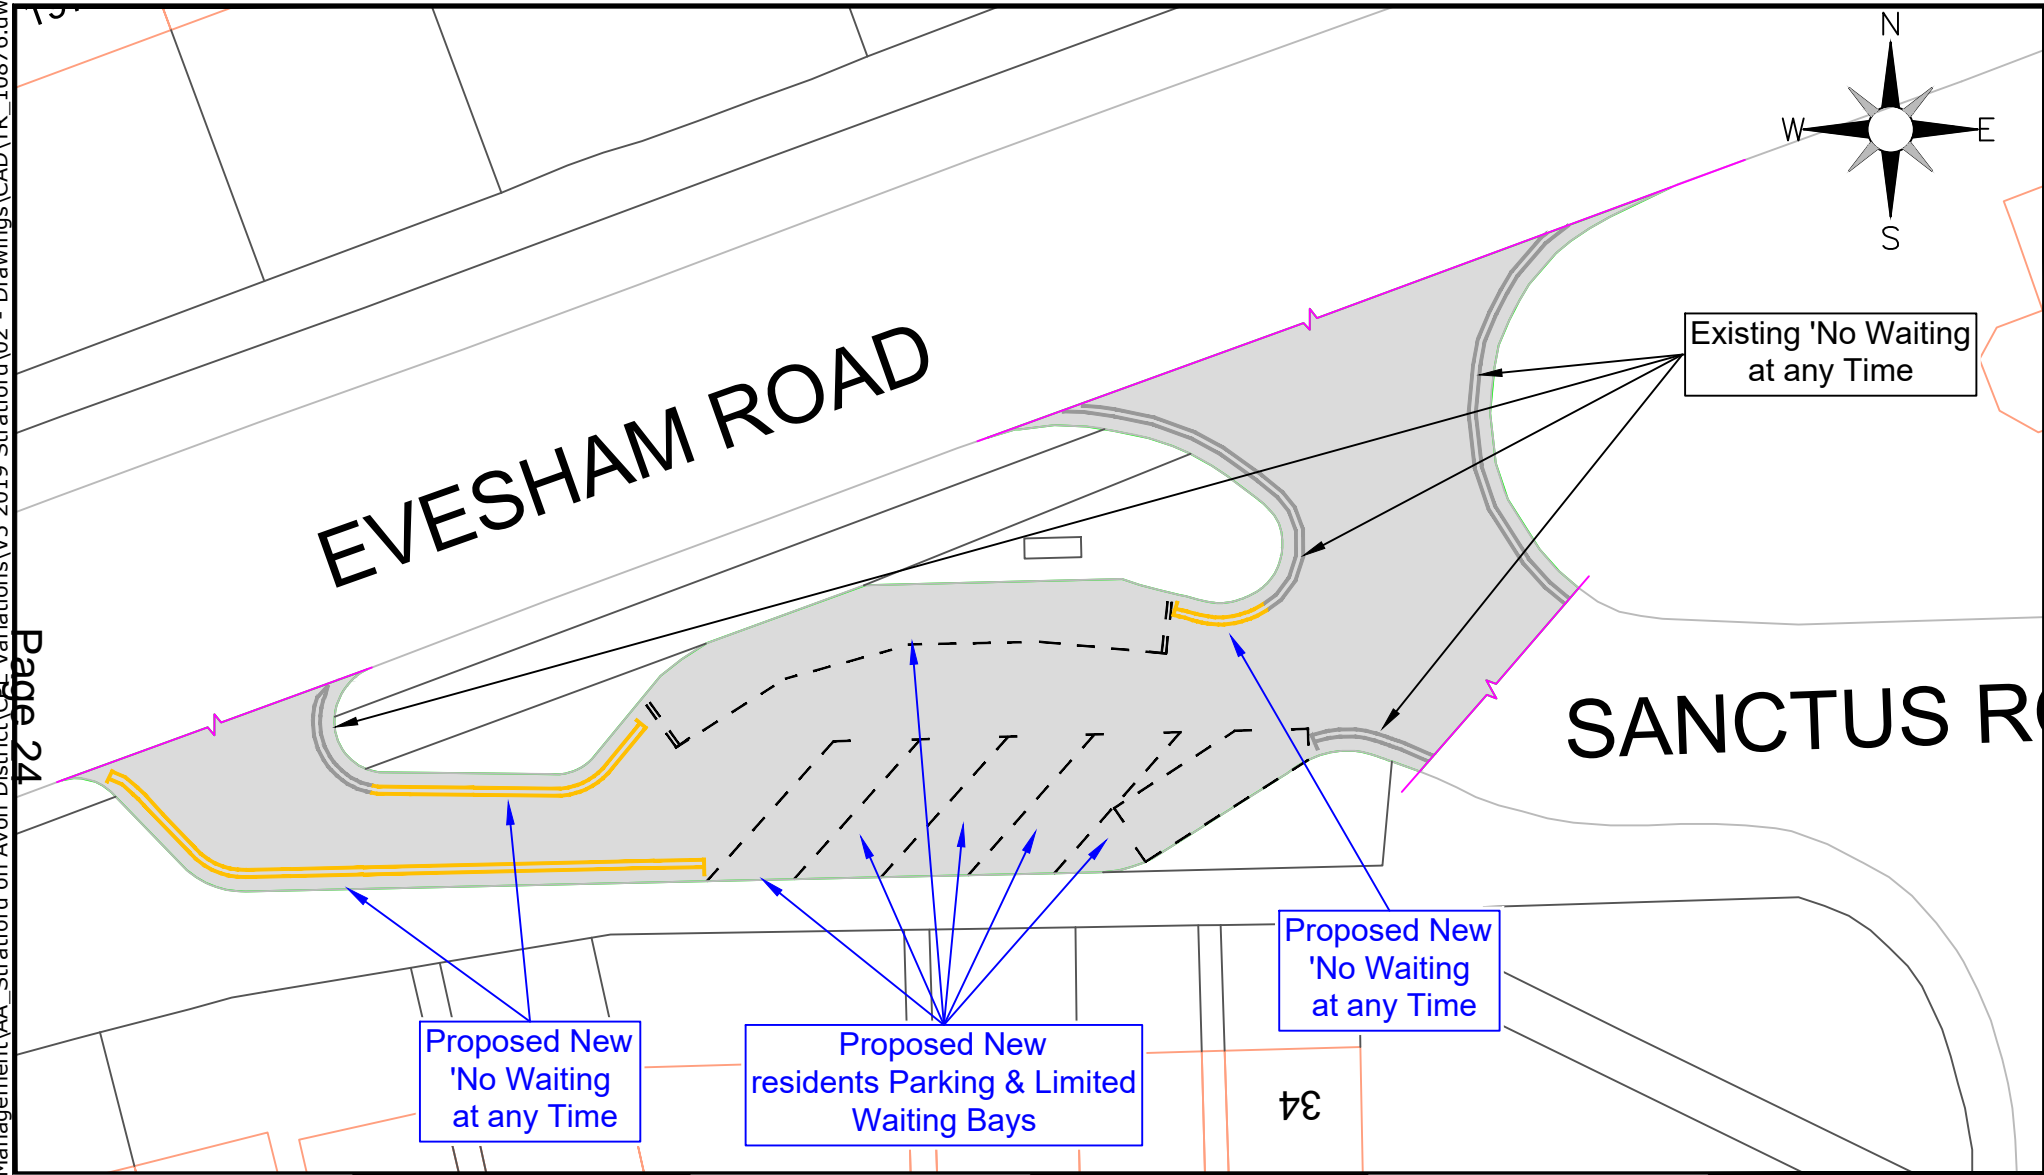 N
W E
S
Existing 'No Waiting
at any Time
EVESHAM ROAD
SANCTUS
Page 24
Proposed New
'No Waiting
at any Time
Proposed New
residents Parking & Limited
Waiting Bays
Proposed New
'No Waiting
at any Time
34